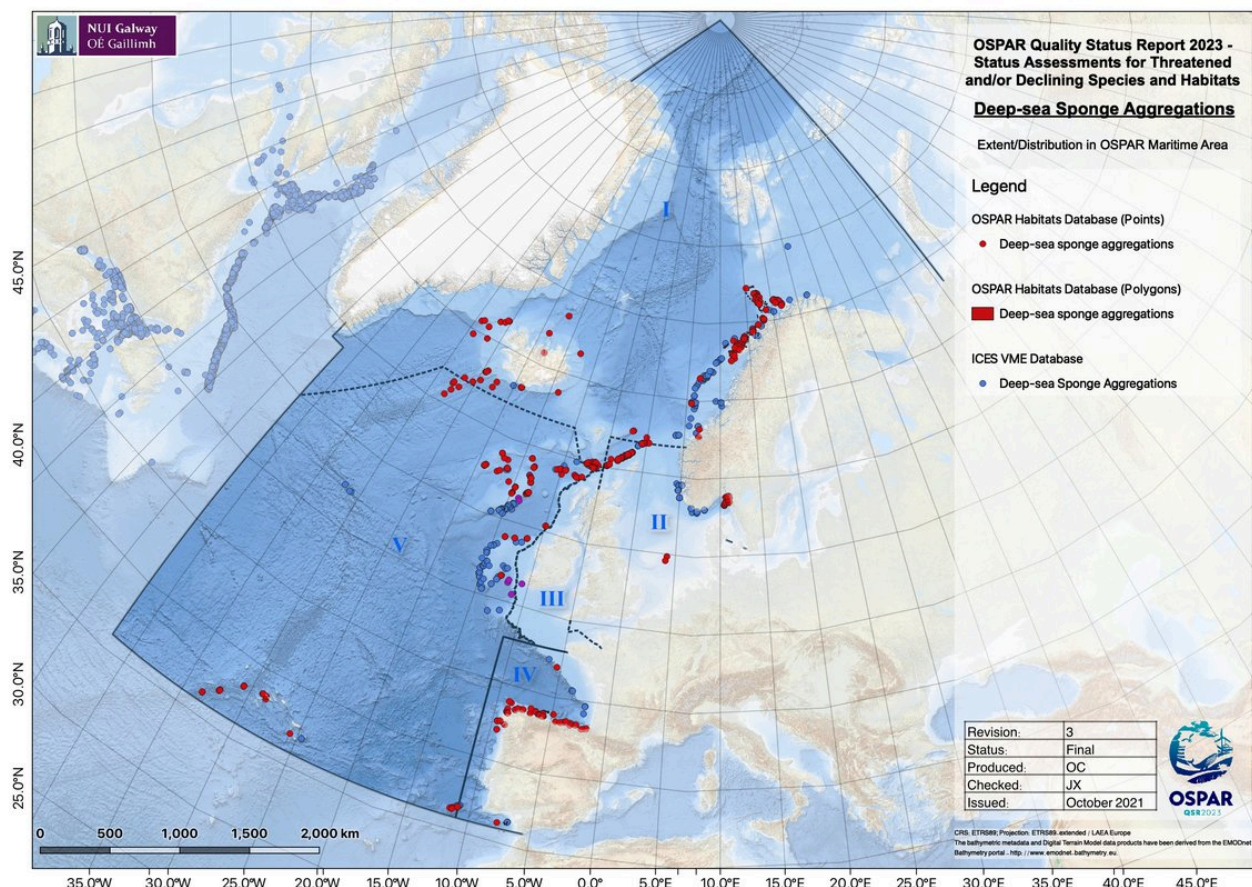 NUI Galway
OÉ Gaillimh
OSPAR Quality Status Report 2023 -
Status Assessments for Threatened
and/or Declining Species and Habitats
Deep-sea Sponge Aggregations
Extent/Distribution in OSPAR Maritime Area
Legend
OSPAR Habitats Database (Points)
Deep-sea sponge aggregations
OSPAR Habitats Database (Polygons)
Deep-sea sponge aggregations
ICES VME Database
Deep-sea Sponge Aggregations
I
II
III
IV
V
45.0°N
40.0°N
35.0°N
30.0°N
25.0°N
Revision: 3
Status: Final
Produced: OC
Checked: JX
Issued: October 2021
OSPAR
QSR2023
0 500 1,000 1,500 2,000 km
CRS: ETRS89; Projection: ETRS89-extended / LAEA Europe
The bathymetric metadata and Digital Terrain Model data products have been derived from the EMODnet
Bathymetry portal - http://www.emodnet-bathymetry.eu.
35.0°W 30.0°W 25.0°W 20.0°W 15.0°W 10.0°W 5.0°W 0.0°E 5.0°E 10.0°E 15.0°E 20.0°E 25.0°E 30.0°E 35.0°E 40.0°E 45.0°E